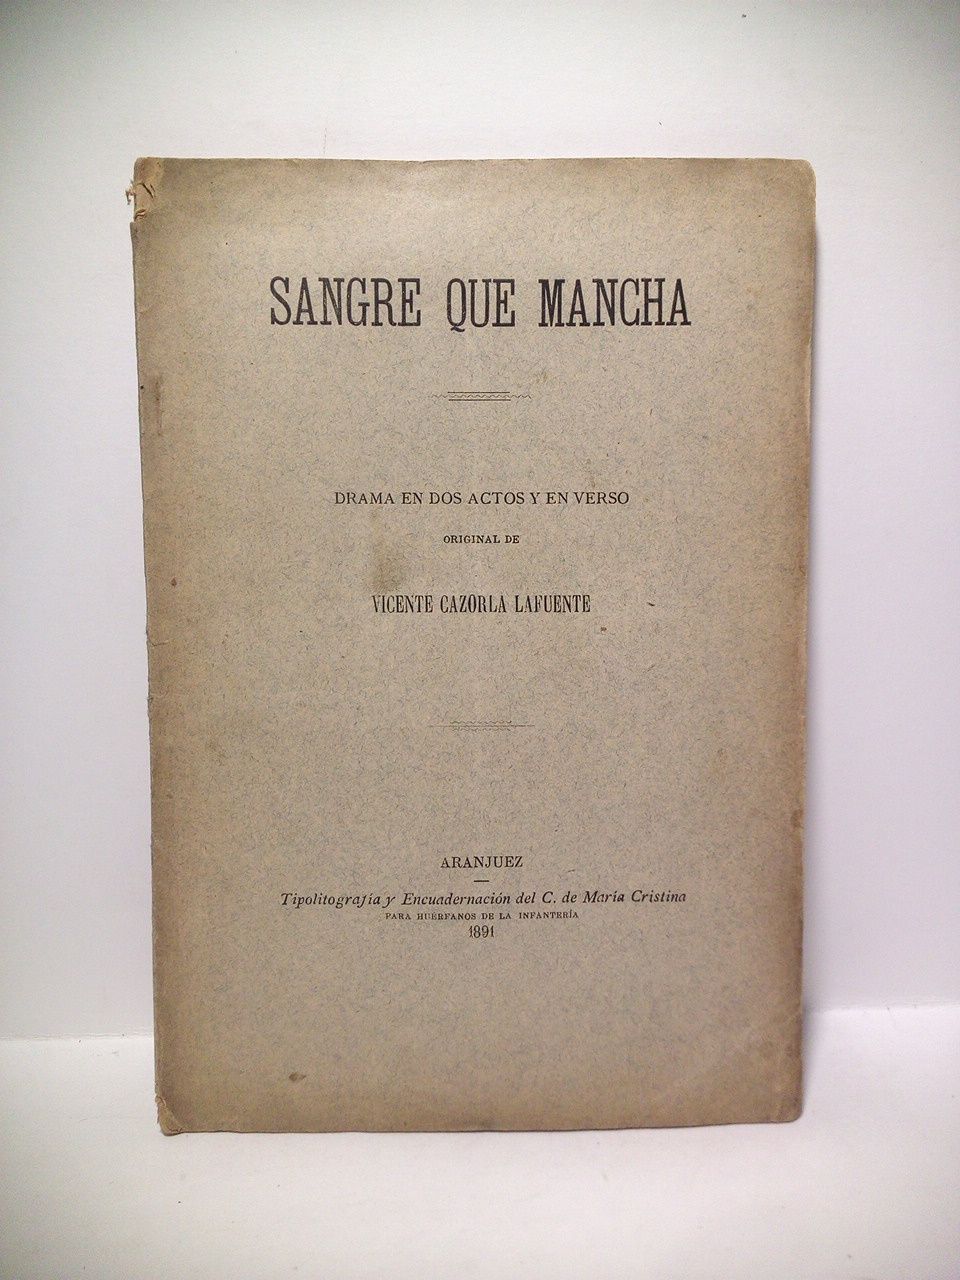 SANGRE QUE MANCHA
DRAMA EN DOS ACTOS Y EN VERSO
ORIGINAL DE
VICENTE CAZORLA LAFUENTE
ARANJUEZ
Tipolitografía y Encuadernación del C. de María Cristina
PARA HUÉRFANOS DE LA INFANTERÍA
1891